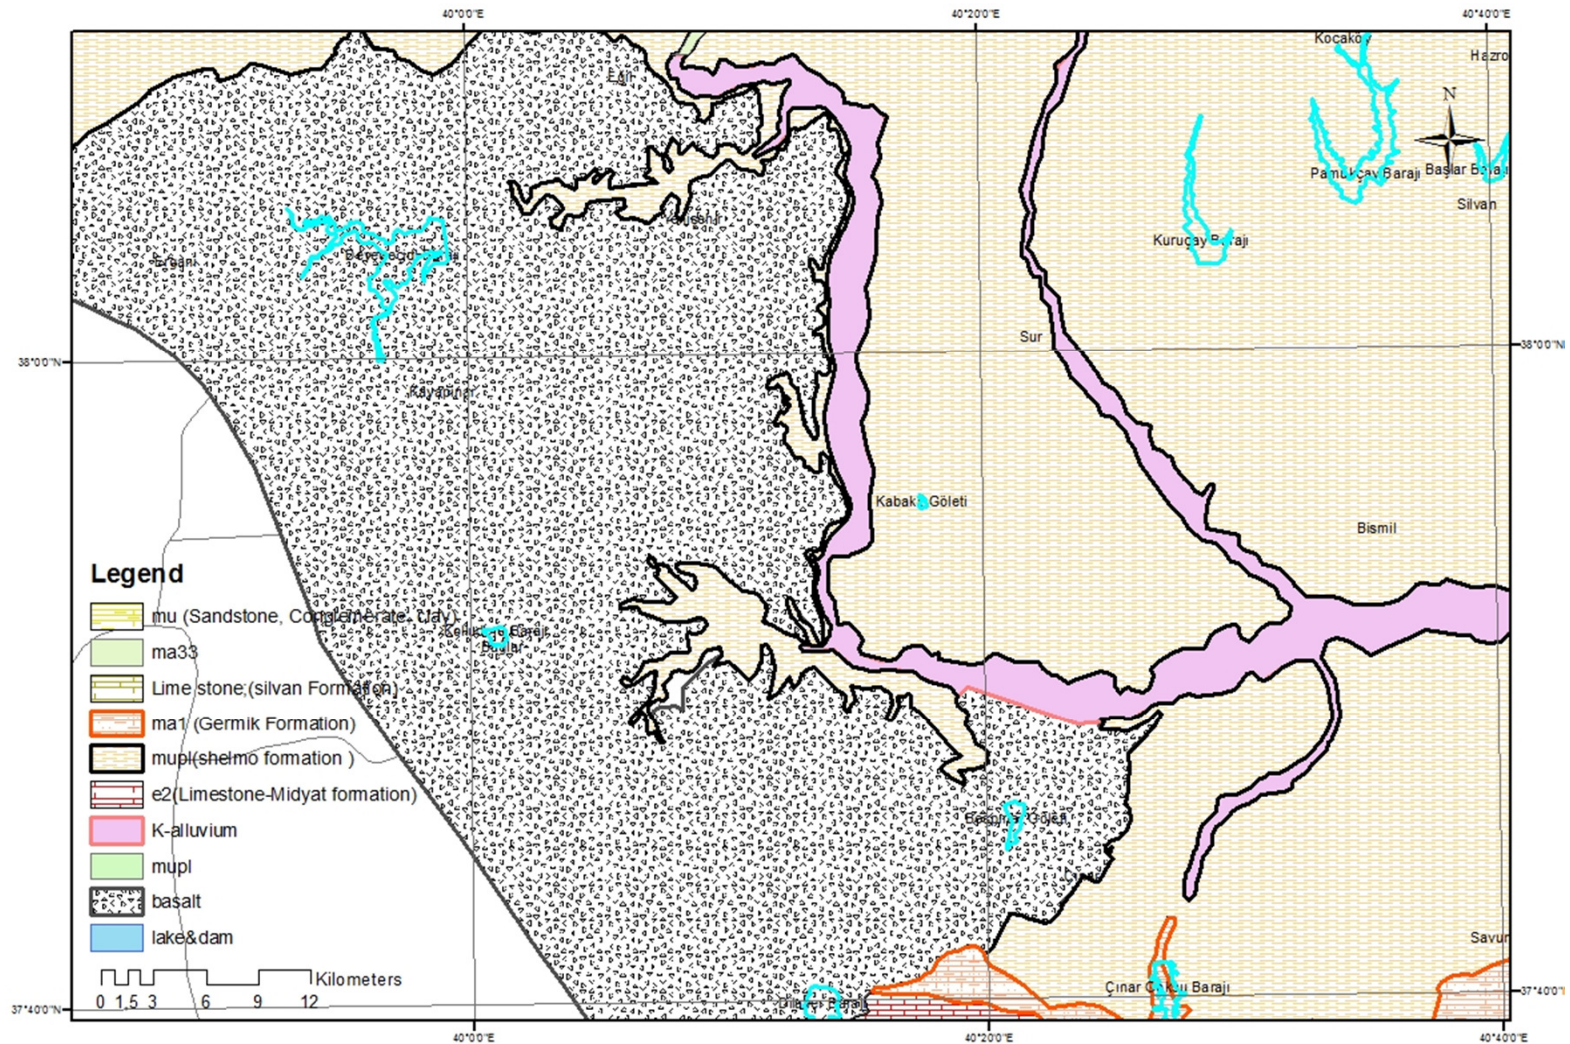 40°0'0"E
40°20'0"E
40°40'0"E
Kocaköy
Hazro
Eğil
N
Pamukçay Barajı
Başlar Barajı
Silvan
Yenişehir
Kuruçay Barajı
Ergani
Sur
38°0'0"N
38°0'0"N
Kayapınar
Göleti
Bismil
Legend
mu (Sandstone, Conglemerate, clay)
ma33
Bağlar
Lime stone;(silvan Formation)
ma1 (Germik Formation)
mupl(shelmo formation )
e2(Limestone-Midyat formation)
K-alluvium
mupl
basalt
lake&dam
Savur
Kilometers
0 1.5 3 6 9 12
Çınar Barajı
37°40'0"N
37°40'0"
40°0'0"E
40°20'0"E
40°40'0"E